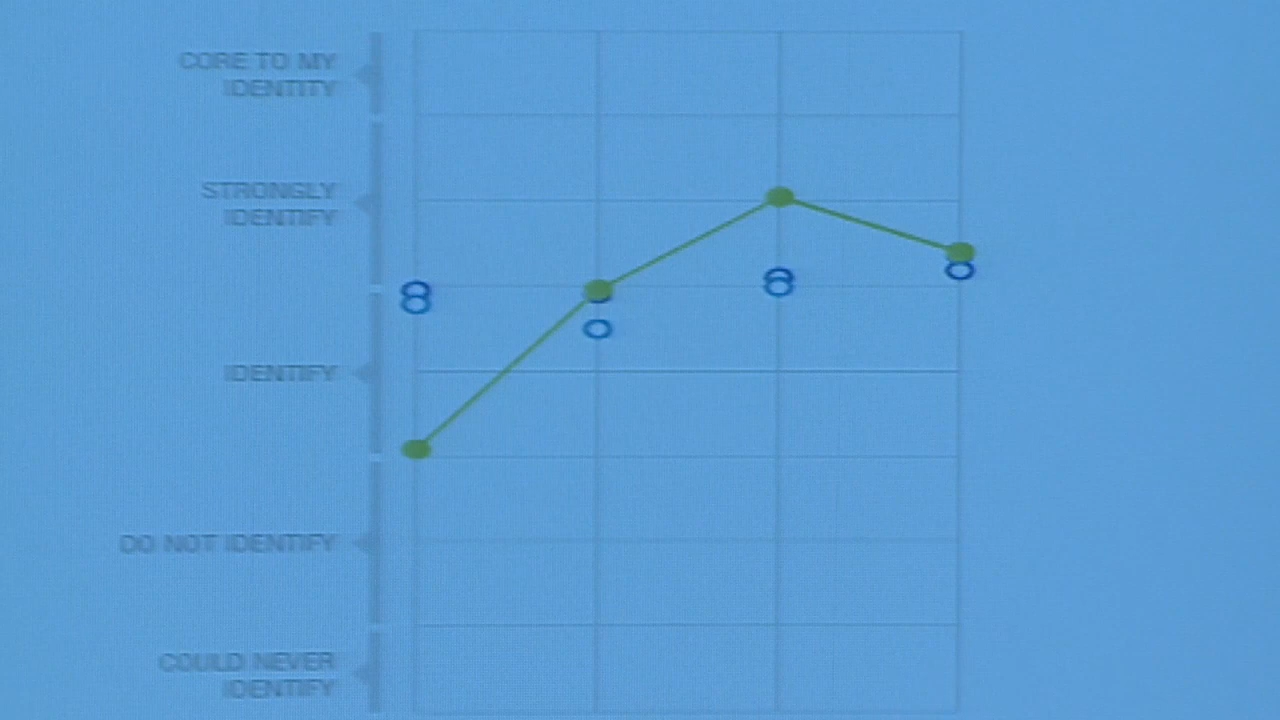 CORE TO MY
IDENTITY
STRONGLY
IDENTIFY
IDENTIFY
DO NOT IDENTIFY
COULD NEVER
IDENTIFY